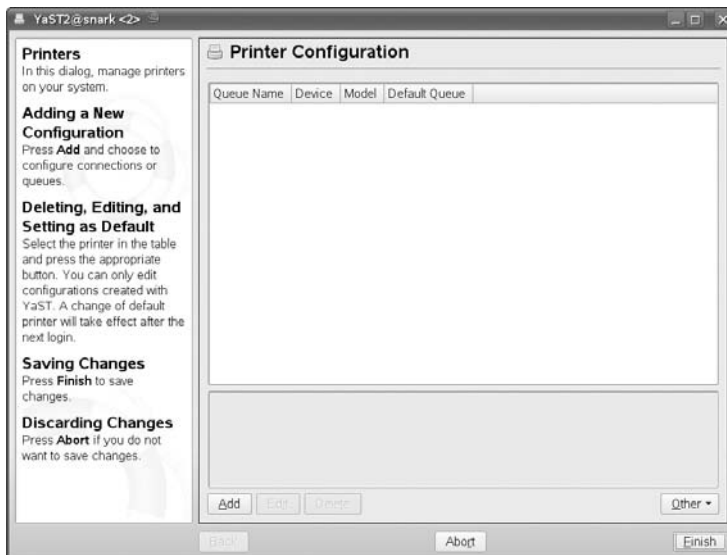 YaST2@snark <2>
Printers
In this dialog, manage printers
on your system.
Adding a New
Configuration
Press Add and choose to
configure connections or
queues.
Deleting, Editing, and
Setting as Default
Select the printer in the table
and press the appropriate
button. You can only edit
configurations created with
YaST. A change of default
printer will take effect after the
next login.
Saving Changes
Press Finish to save
changes.
Discarding Changes
Press Abort if you do not
want to save changes.
Printer Configuration
Queue Name Device Model Default Queue
Add Edit Delete Other
Back Abort Finish